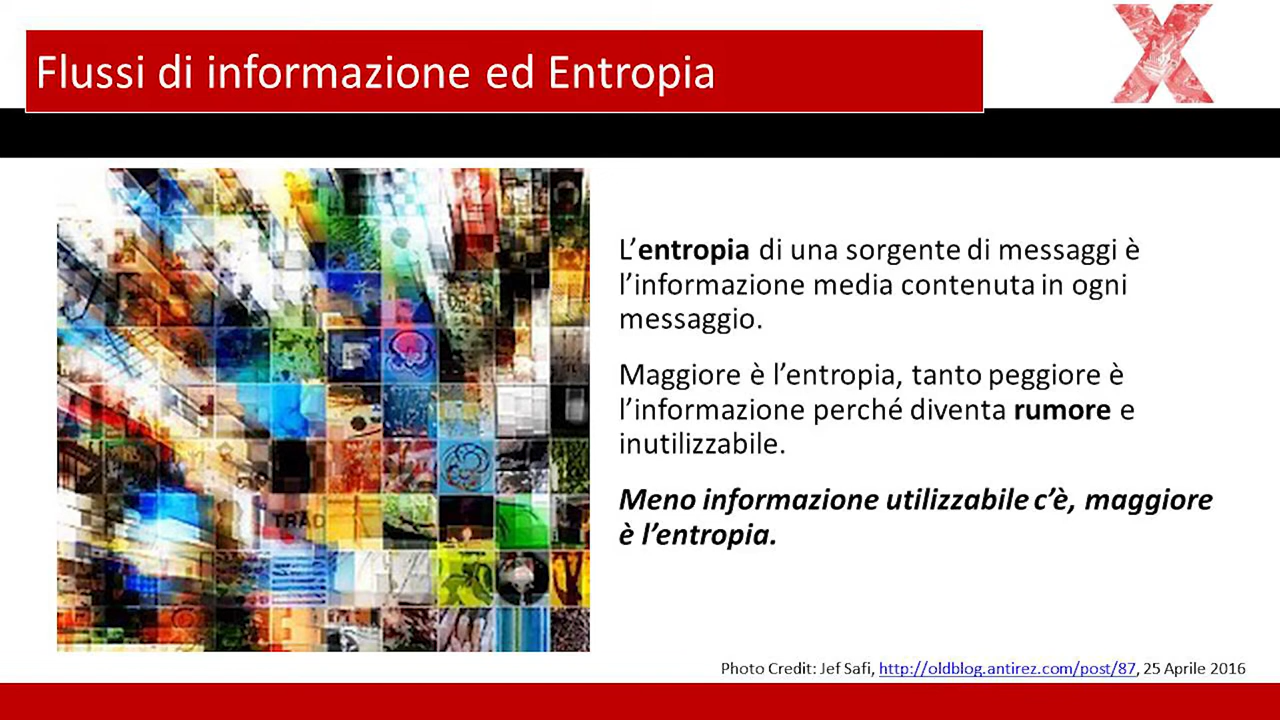 Flussi di informazione ed Entropia
L’entropia di una sorgente di messaggi è
l’informazione media contenuta in ogni
messaggio.
Maggiore è l’entropia, tanto peggiore è
l’informazione perché diventa rumore e
inutilizzabile.
Meno informazione utilizzabile c’è, maggiore
è l’entropia.
TRAD
Photo Credit: Jef Safi, http://oldblog.antirez.com/post/87, 25 Aprile 2016